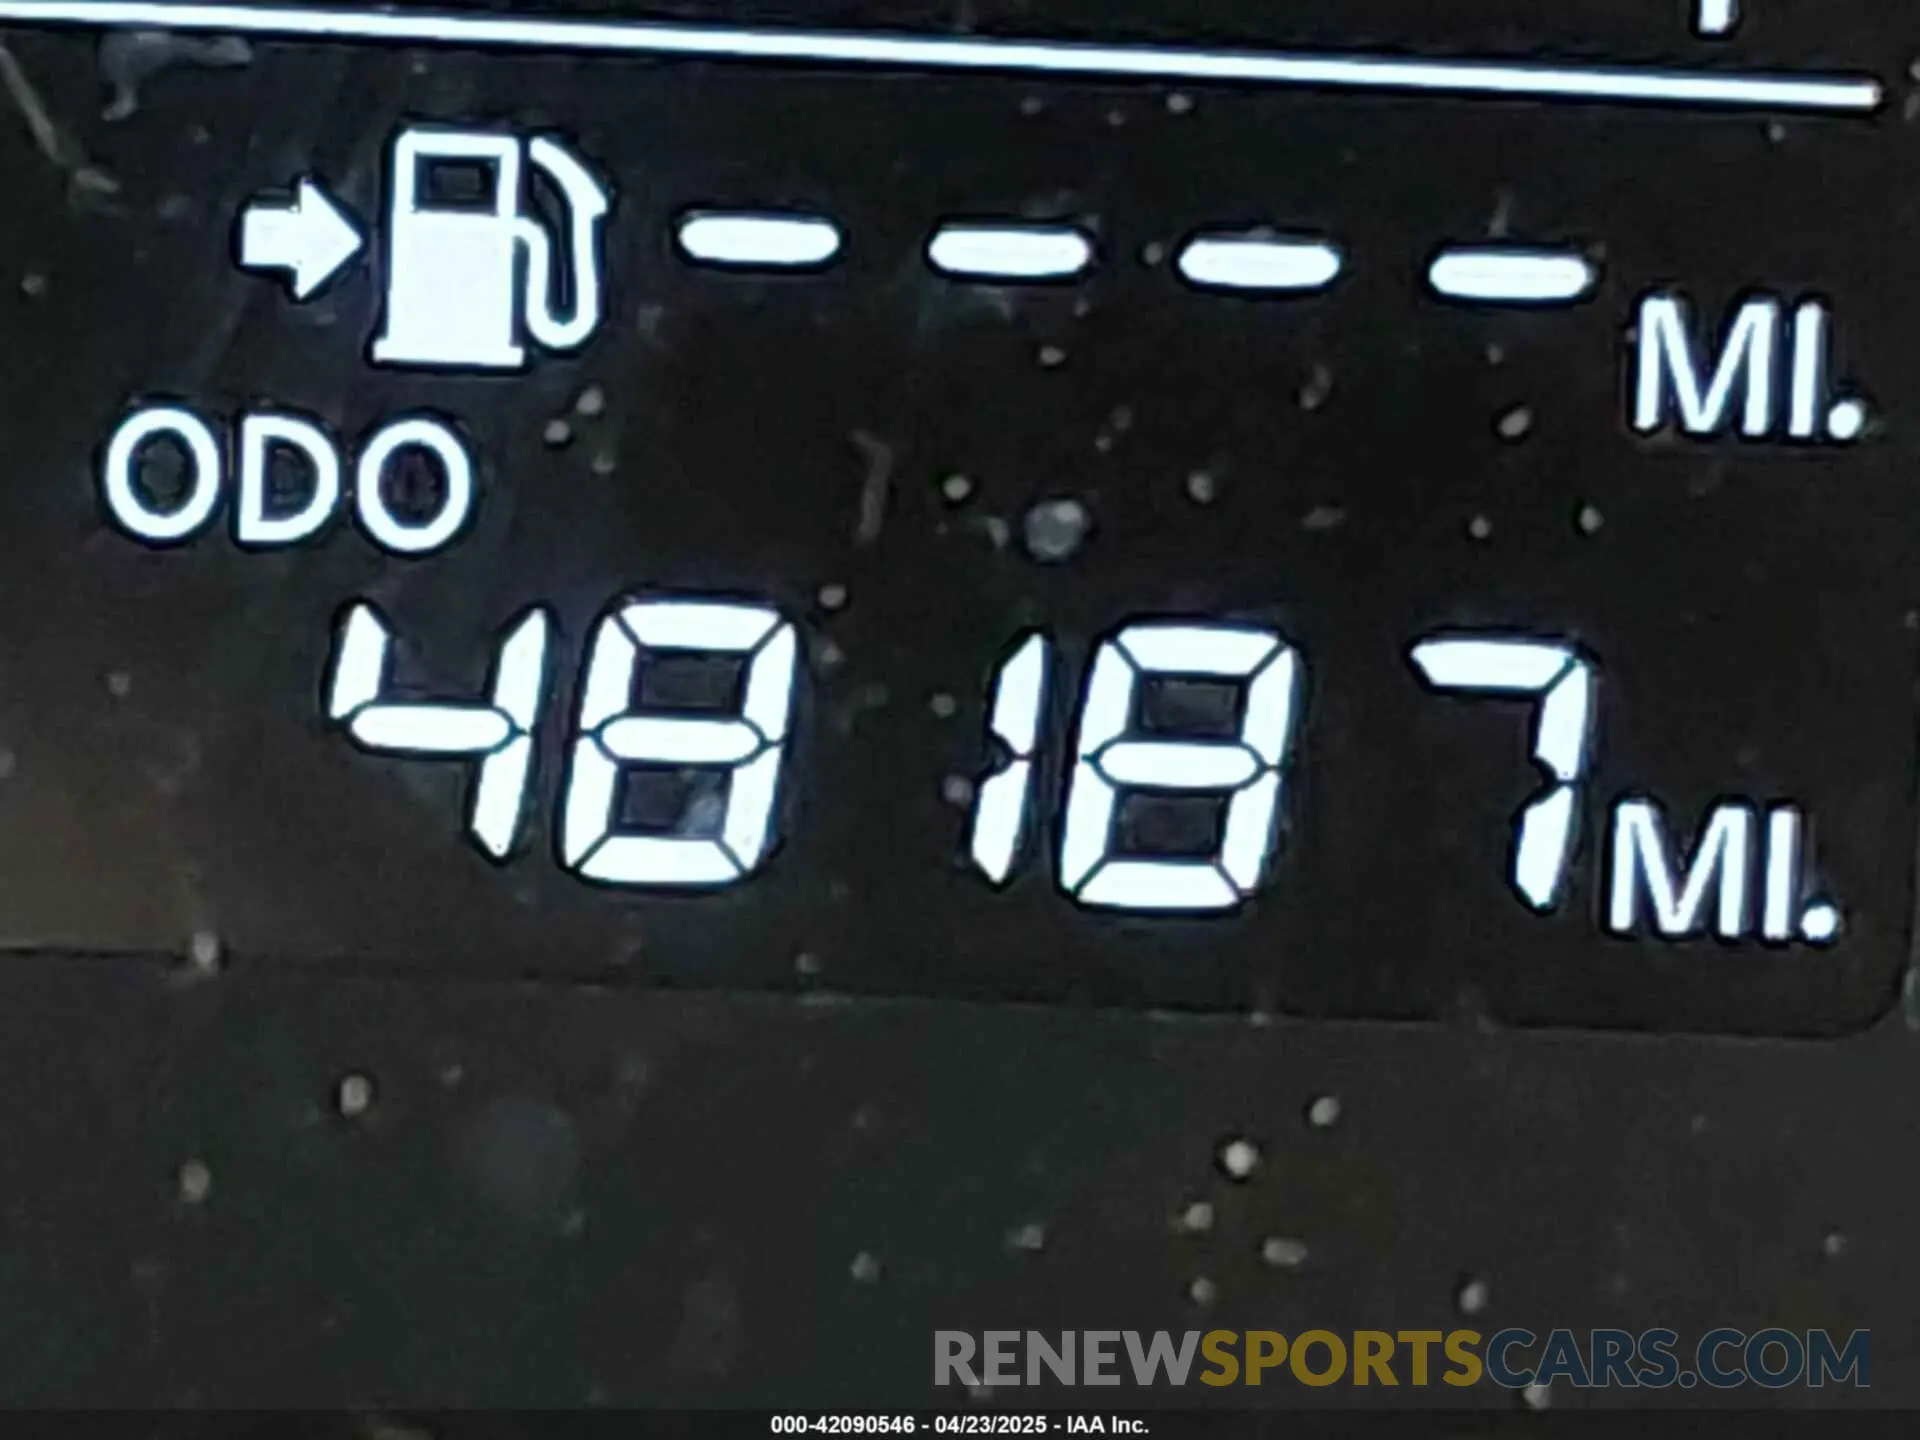 ---- MI.
ODO
48187 MI.
RENEWSPORTSCARS.COM
000-42090546 - 04/23/2025 - IAA Inc.